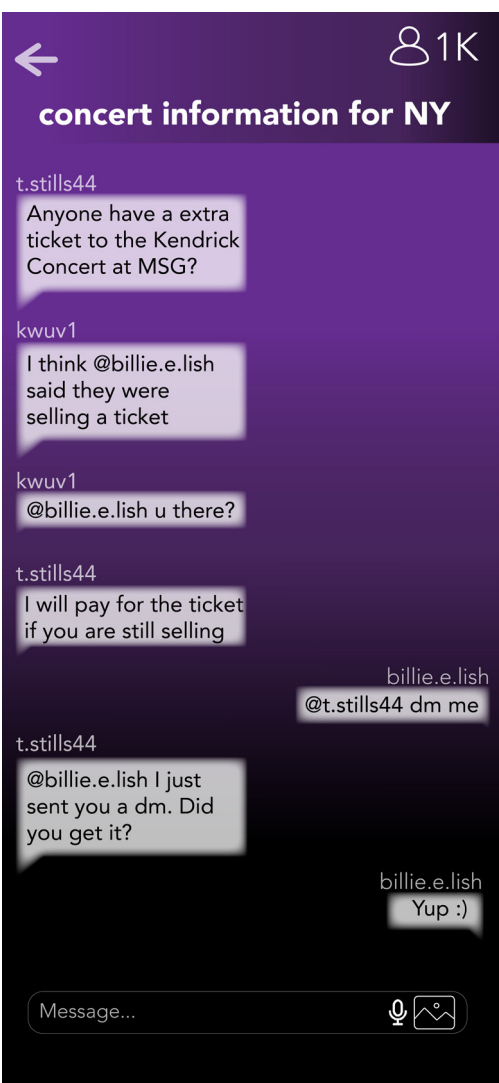 1K
concert information for NY
t.stills44
Anyone have a extra
ticket to the Kendrick
Concert at MSG?
kwuv1
I think @billie.e.lish
said they were
selling a ticket
kwuv1
@billie.e.lish u there?
t.stills44
I will pay for the ticket
if you are still selling
billie.e.lish
@t.stills44 dm me
t.stills44
@billie.e.lish I just
sent you a dm. Did
you get it?
billie.e.lish
Yup :)
Message...